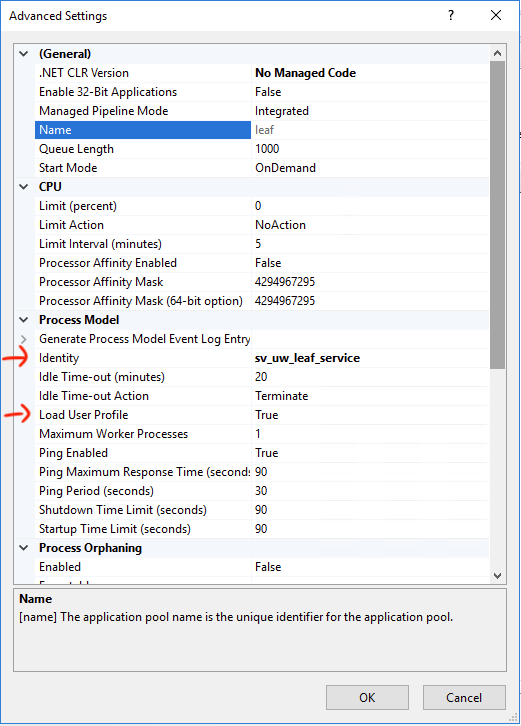 Advanced Settings
(General)
.NET CLR Version No Managed Code
Enable 32-Bit Applications False
Managed Pipeline Mode Integrated
Name leaf
Queue Length 1000
Start Mode OnDemand
CPU
Limit (percent) 0
Limit Action NoAction
Limit Interval (minutes) 5
Processor Affinity Enabled False
Processor Affinity Mask 4294967295
Processor Affinity Mask (64-bit option) 4294967295
Process Model
Generate Process Model Event Log Entry
Identity sv_uw_leaf_service
Idle Time-out (minutes) 20
Idle Time-out Action Terminate
Load User Profile True
Maximum Worker Processes 1
Ping Enabled True
Ping Maximum Response Time (seconds 90
Ping Period (seconds) 30
Shutdown Time Limit (seconds) 90
Startup Time Limit (seconds) 90
Process Orphaning
Enabled False
Name
[name] The application pool name is the unique identifier for the application pool.
OK Cancel